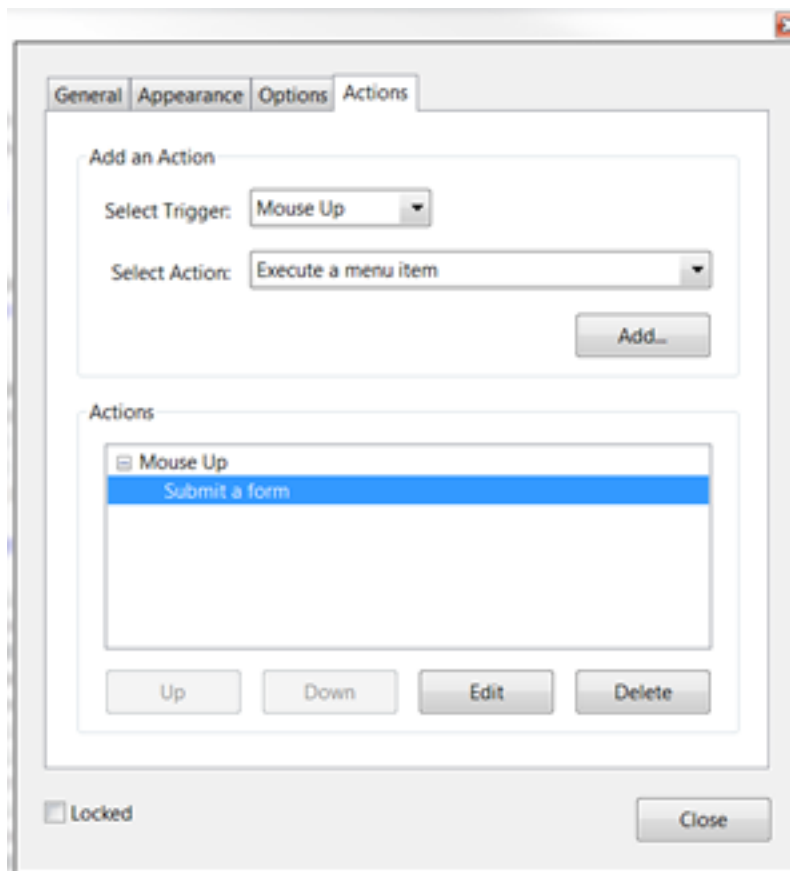 General Appearance Options Actions
Add an Action
Select Trigger: Mouse Up
Select Action: Execute a menu item
Add...
Actions
Mouse Up
Submit a form
Up Down Edit Delete
Locked
Close